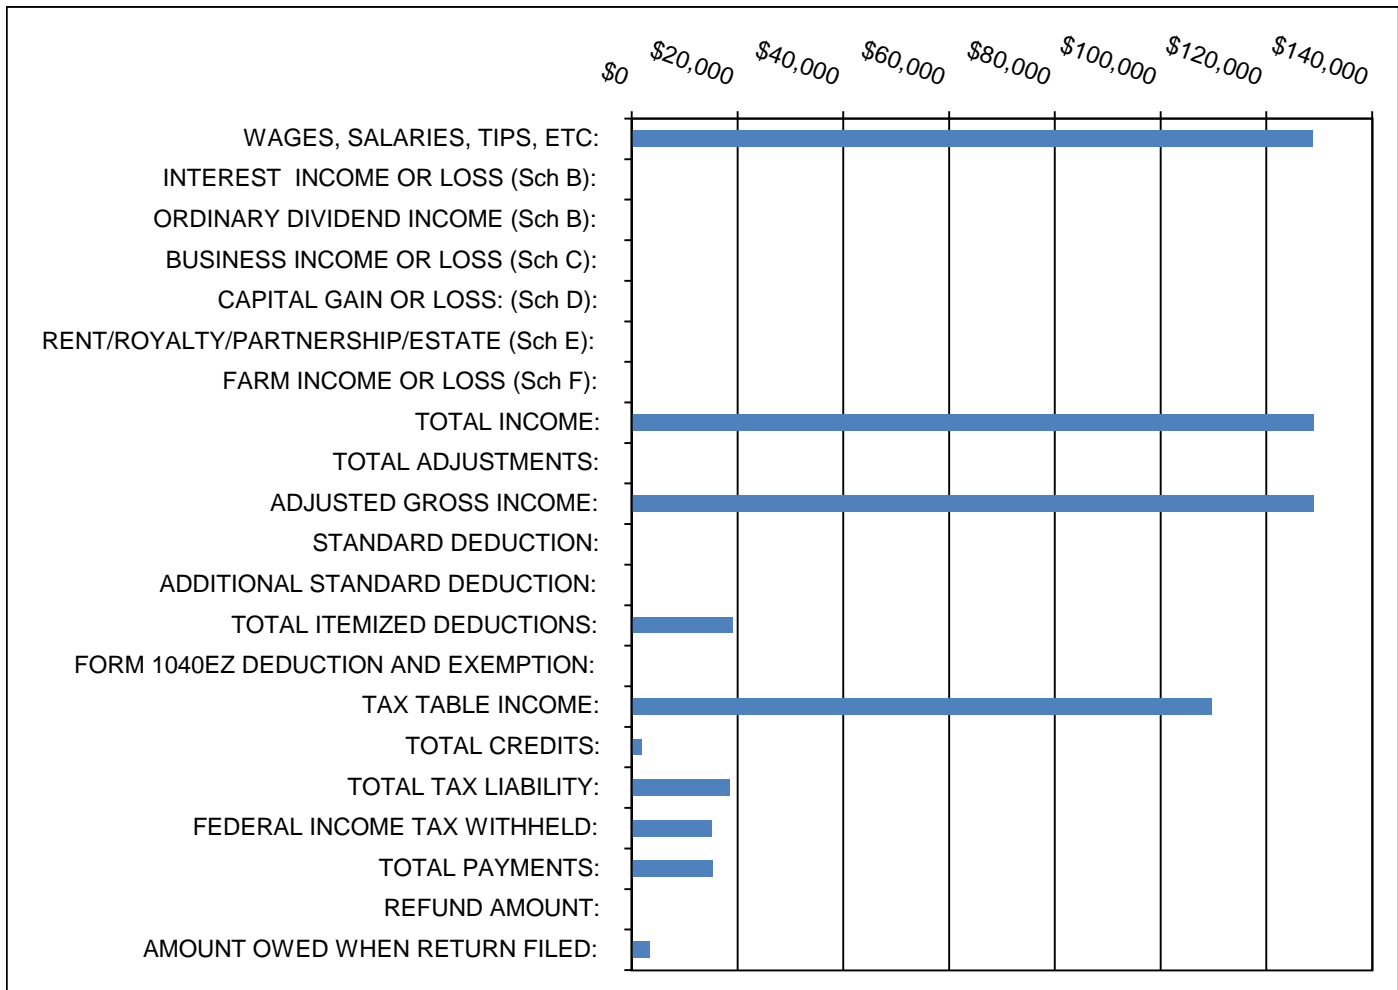 $0
$20,000
$40,000
$60,000
$80,000
$100,000
$120,000
$140,000
WAGES, SALARIES, TIPS, ETC:
INTEREST  INCOME OR LOSS (Sch B):
ORDINARY DIVIDEND INCOME (Sch B):
BUSINESS INCOME OR LOSS (Sch C):
CAPITAL GAIN OR LOSS: (Sch D):
RENT/ROYALTY/PARTNERSHIP/ESTATE (Sch E):
FARM INCOME OR LOSS (Sch F):
TOTAL INCOME:
TOTAL ADJUSTMENTS:
ADJUSTED GROSS INCOME:
STANDARD DEDUCTION:
ADDITIONAL STANDARD DEDUCTION:
TOTAL ITEMIZED DEDUCTIONS:
FORM 1040EZ DEDUCTION AND EXEMPTION:
TAX TABLE INCOME:
TOTAL CREDITS:
TOTAL TAX LIABILITY:
FEDERAL INCOME TAX WITHHELD:
TOTAL PAYMENTS:
REFUND AMOUNT:
AMOUNT OWED WHEN RETURN FILED: